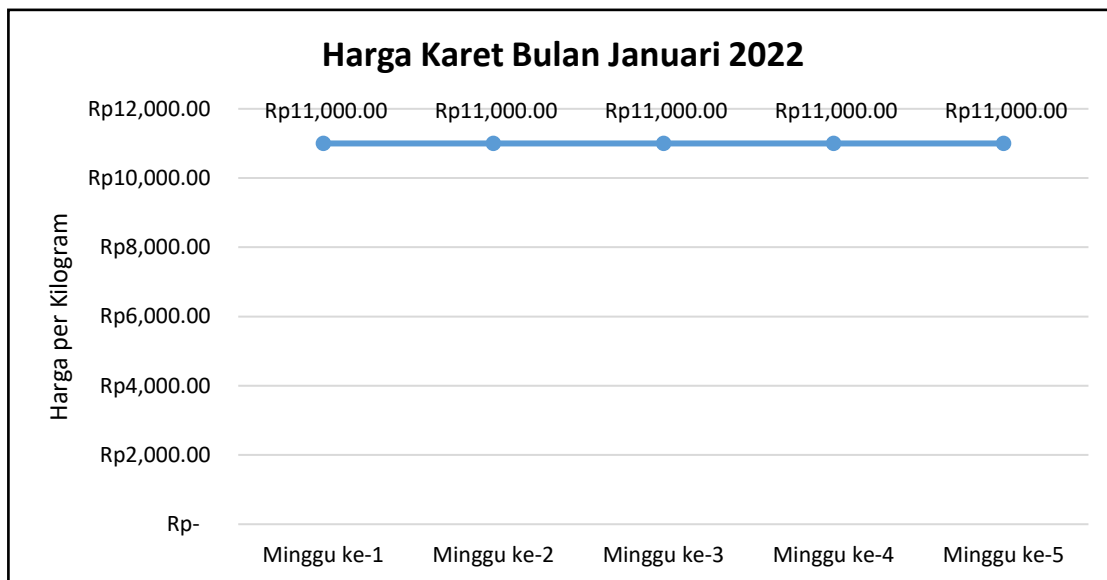 Harga Karet Bulan Januari 2022
Rp12,000.00
Rp11,000.00 Rp11,000.00 Rp11,000.00 Rp11,000.00 Rp11,000.00
Rp10,000.00
Rp8,000.00
Rp6,000.00
Rp4,000.00
Rp2,000.00
Rp-
Harga per Kilogram
Minggu ke-1 Minggu ke-2 Minggu ke-3 Minggu ke-4 Minggu ke-5